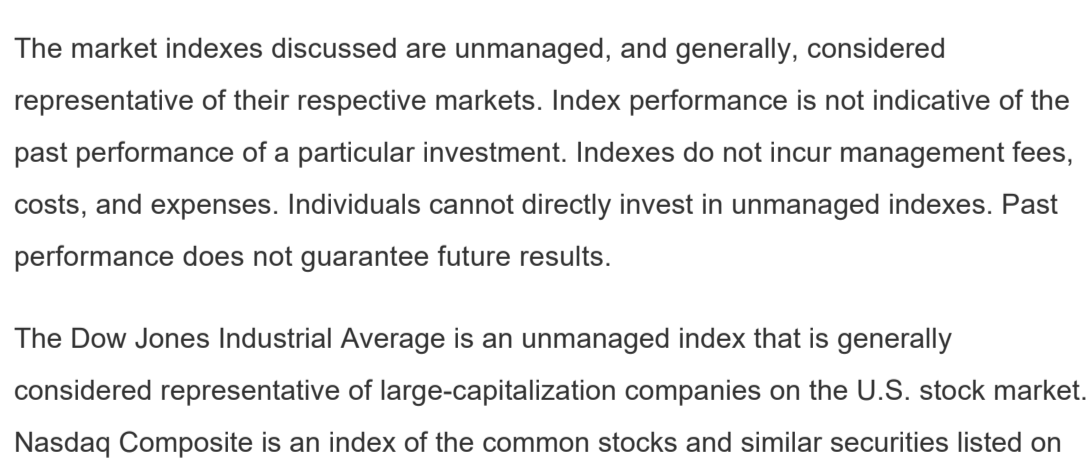 The market indexes discussed are unmanaged, and generally, considered
representative of their respective markets. Index performance is not indicative of the
past performance of a particular investment. Indexes do not incur management fees,
costs, and expenses. Individuals cannot directly invest in unmanaged indexes. Past
performance does not guarantee future results.
The Dow Jones Industrial Average is an unmanaged index that is generally
considered representative of large-capitalization companies on the U.S. stock market.
Nasdaq Composite is an index of the common stocks and similar securities listed on